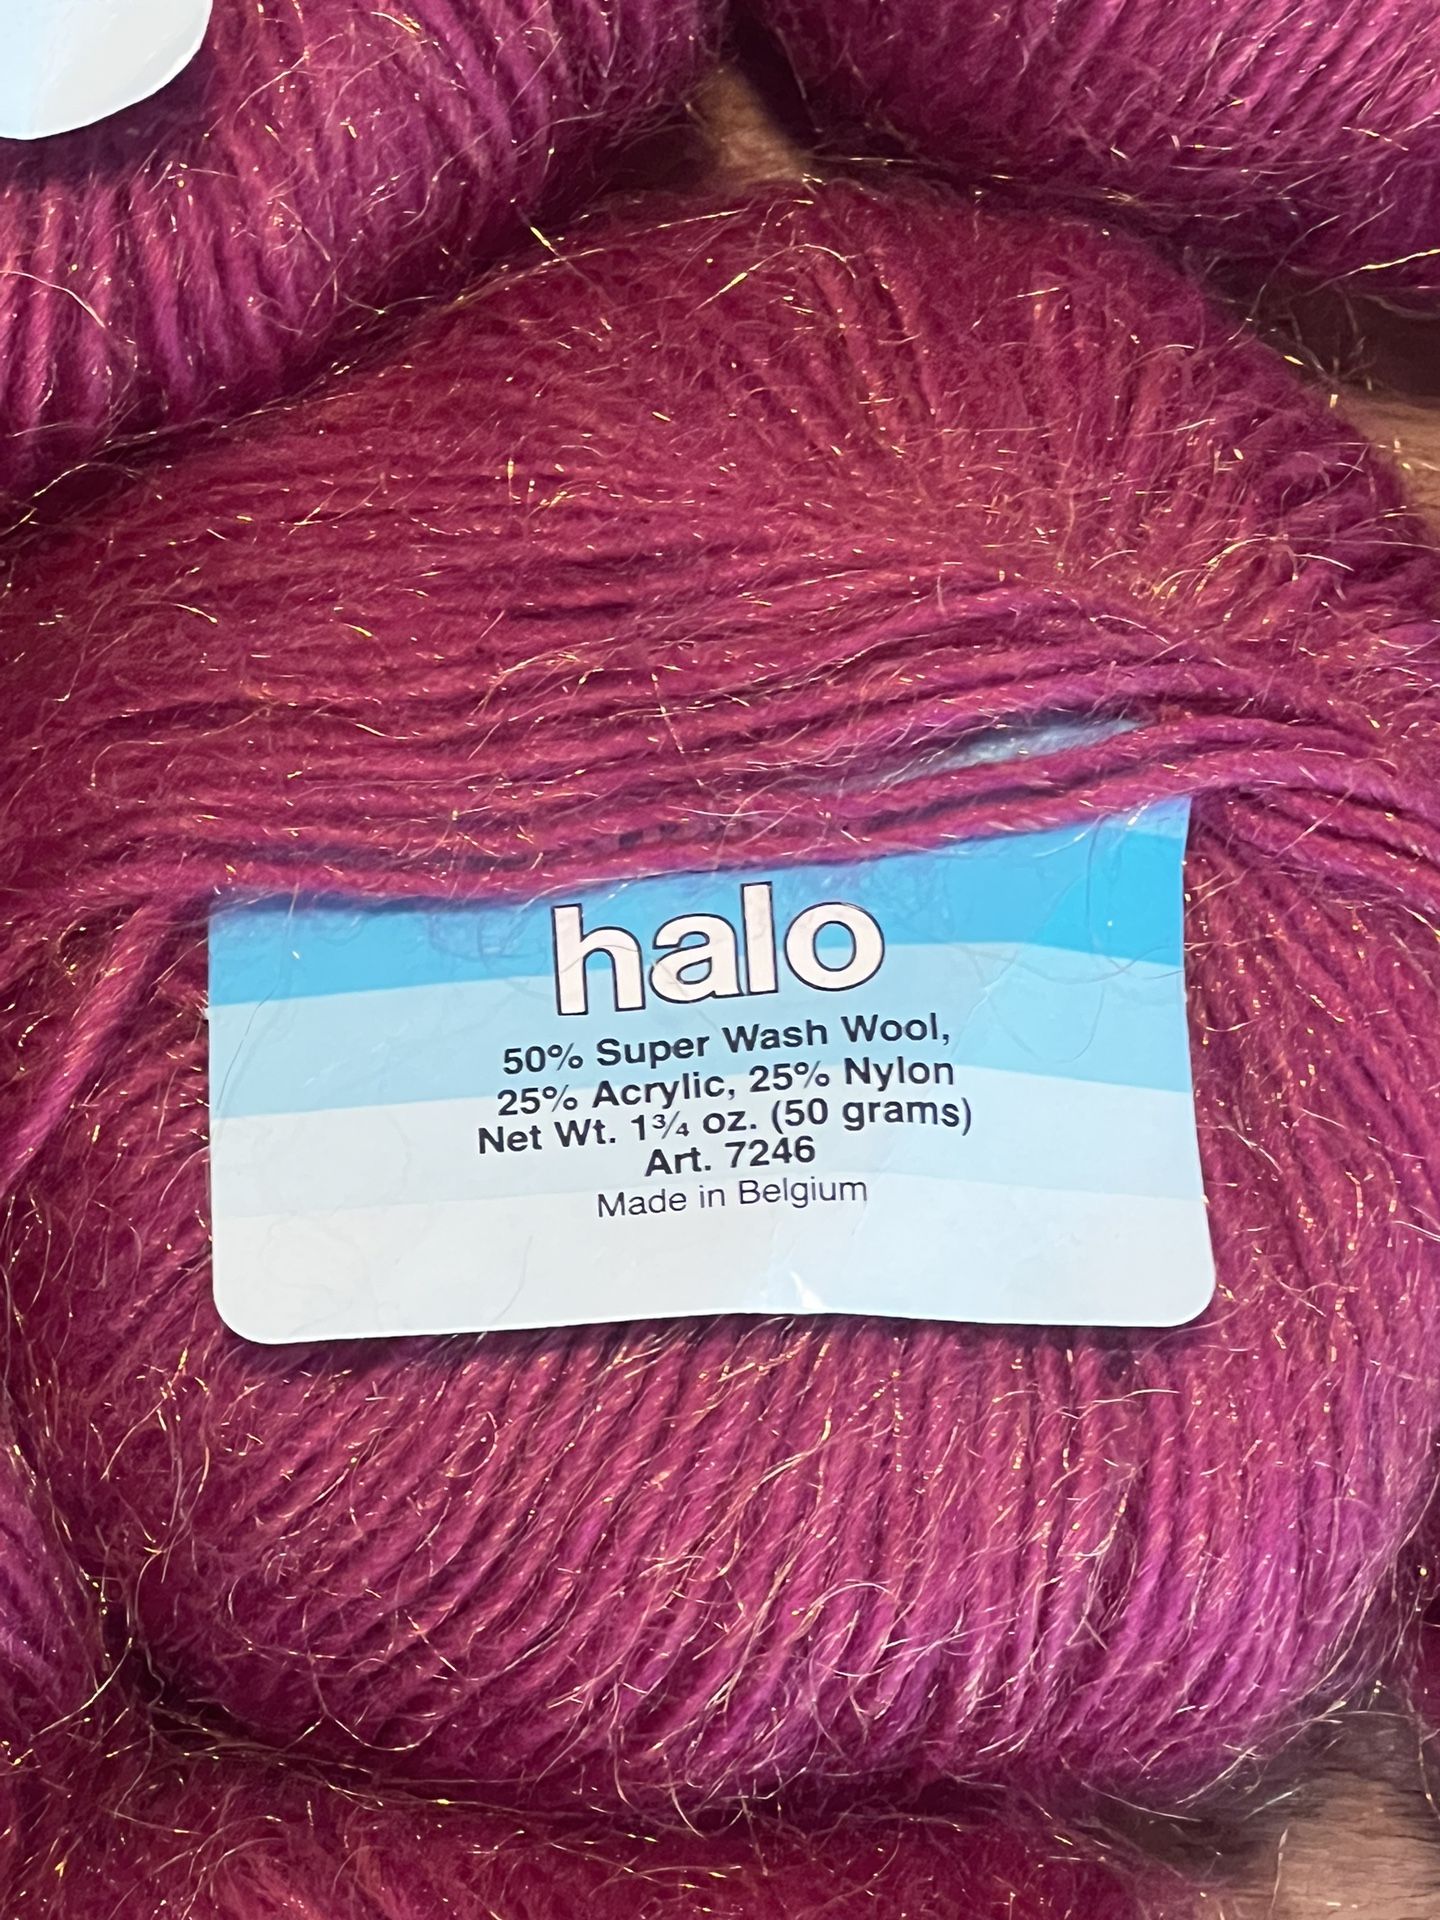 halo
50% Super Wash Wool,
25% Acrylic, 25% Nylon
Net Wt. 1¾ oz. (50 grams)
Art. 7246
Made in Belgium